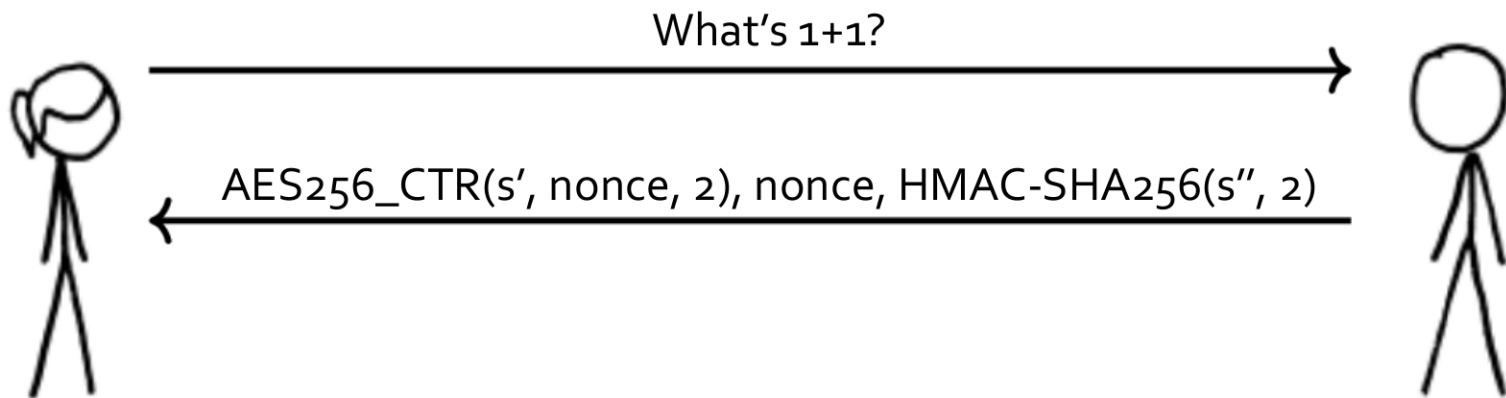 What‘s 1+1?
AES256_CTR(s’, nonce, 2), nonce, HMAC-SHA256(s’’, 2)